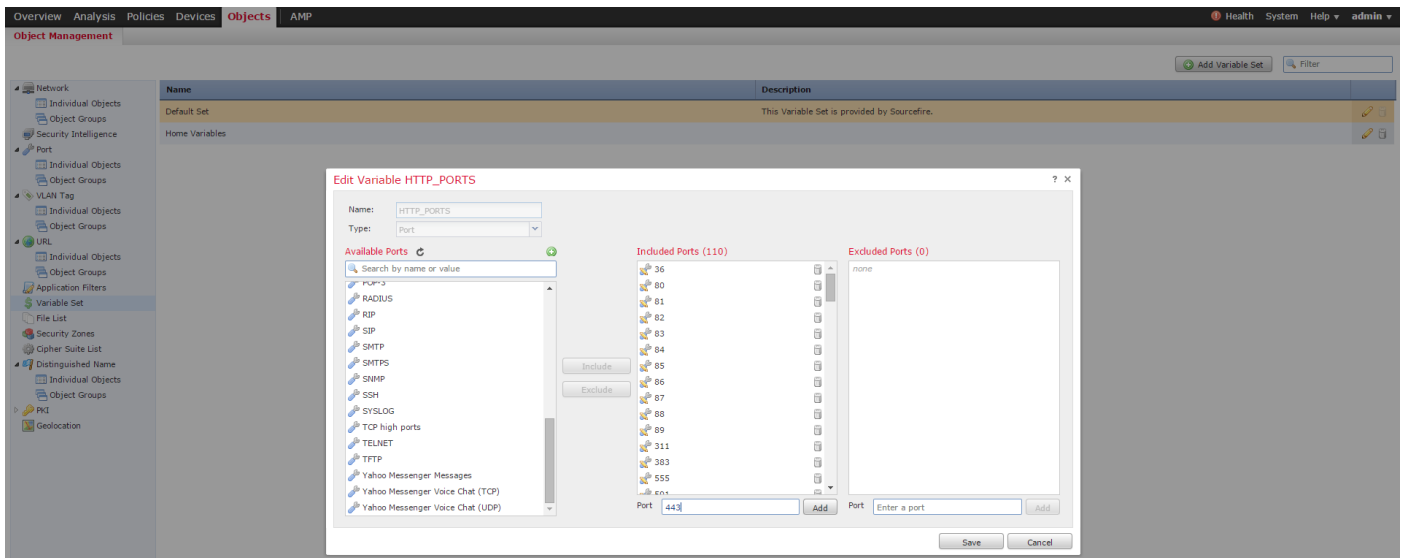 Overview Analysis Policies Devices Objects AMP Health System Help admin
Object Management
Add Variable Set Filter
Network
Individual Objects
Object Groups
Security Intelligence
Port
Individual Objects
Object Groups
VLAN Tag
Individual Objects
Object Groups
URL
Individual Objects
Object Groups
Application Filters
Variable Set
File List
Security Zones
Cipher Suite List
Distinguished Name
Individual Objects
Object Groups
PKI
Geolocation
Name Description
Default Set This Variable Set is provided by Sourcefire.
Home Variables
Edit Variable HTTP_PORTS ?
Name: HTTP_PORTS
Type: Port
Available Ports
Search by name or value
POP-3
RADIUS
RIP
SIP
SMTP
SMTPS
SNMP
SSH
SYSLOG
TCP high ports
TELNET
TFTP
Yahoo Messenger Messages
Yahoo Messenger Voice Chat (TCP)
Yahoo Messenger Voice Chat (UDP)
Include
Exclude
Included Ports (110)
36
80
81
82
83
84
85
86
87
88
89
311
383
555
591
Port 443 Add
Excluded Ports (0)
none
Port Enter a port Add
Save Cancel